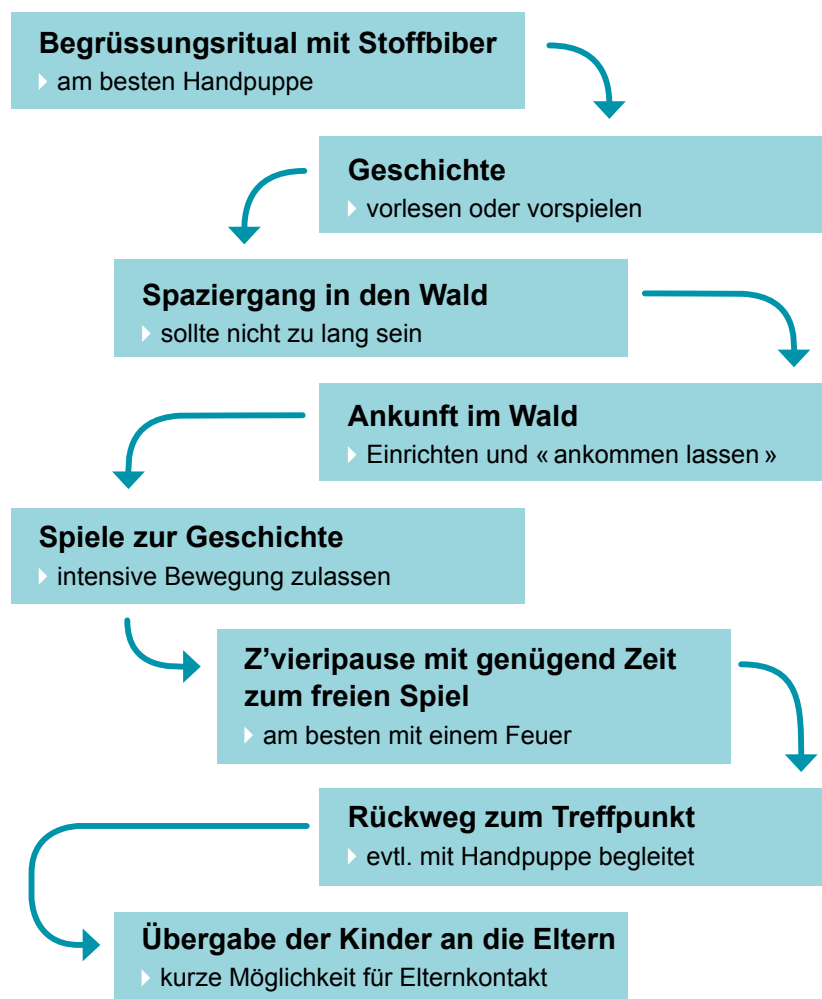 Begrüssungsritual mit Stoffbiber
am besten Handpuppe
Geschichte
vorlesen oder vorspielen
Spaziergang in den Wald
sollte nicht zu lang sein
Ankunft im Wald
Einrichten und « ankommen lassen »
Spiele zur Geschichte
intensive Bewegung zulassen
Z’vieripause mit genügend Zeit
zum freien Spiel
am besten mit einem Feuer
Rückweg zum Treffpunkt
evtl. mit Handpuppe begleitet
Übergabe der Kinder an die Eltern
kurze Möglichkeit für Elternkontakt